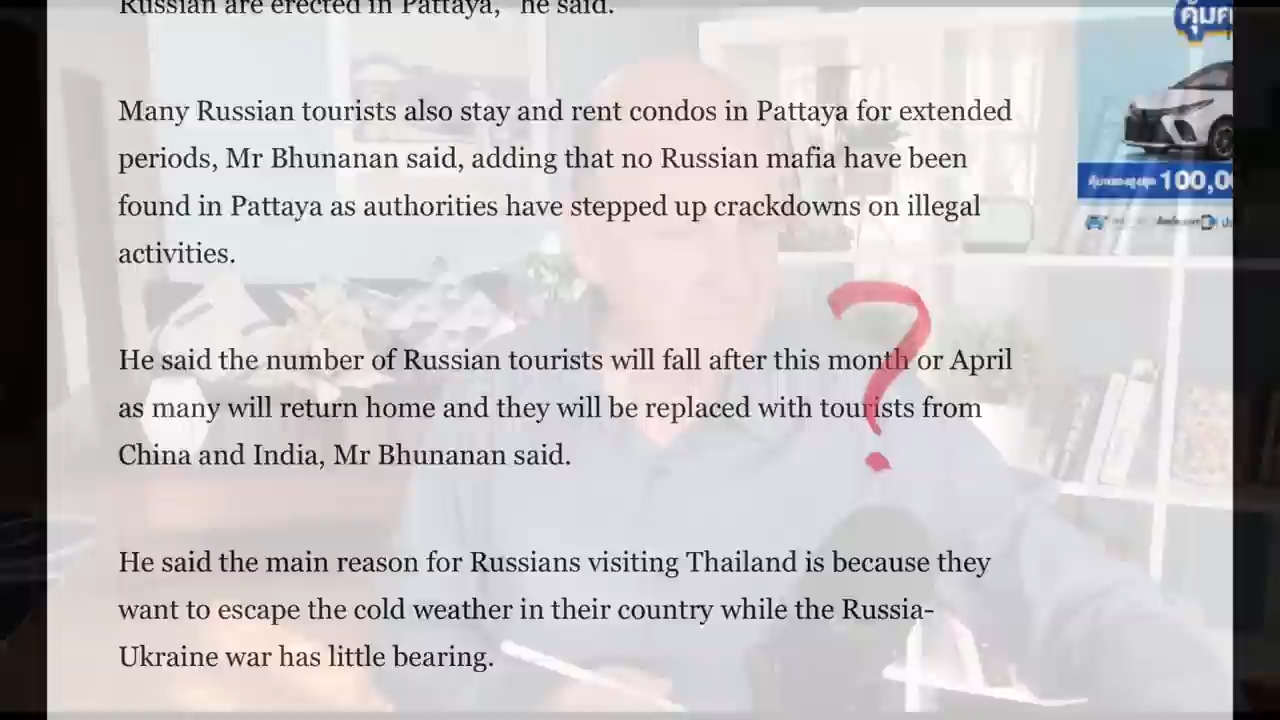 Russian are erected in Pattaya," he said.
Many Russian tourists also stay and rent condos in Pattaya for extended
periods, Mr Bhunanan said, adding that no Russian mafia have been
found in Pattaya as authorities have stepped up crackdowns on illegal
activities.
He said the number of Russian tourists will fall after this month or April
as many will return home and they will be replaced with tourists from
China and India, Mr Bhunanan said.
He said the main reason for Russians visiting Thailand is because they
want to escape the cold weather in their country while the Russia-
Ukraine war has little bearing.
?
100,0